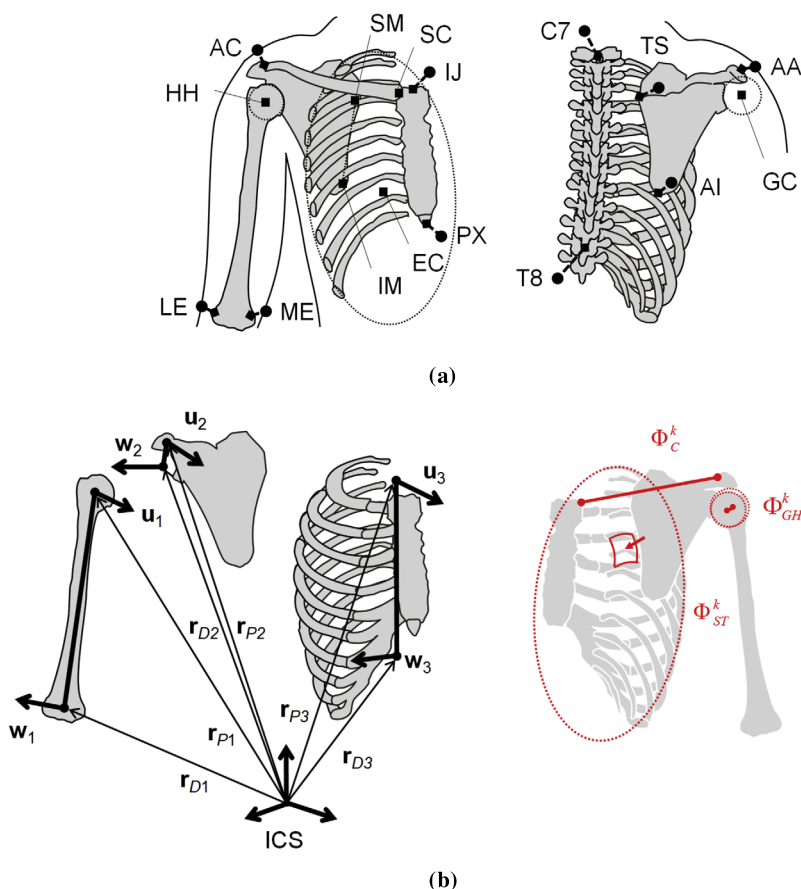 SM
SC
AC
IJ
HH
PX
EC
IM
LE
ME
C7
TS
AA
GC
AI
T8
(a)
u2
w2
u3
u1
Φ^k_C
Φ^k_GH
Φ^k_ST
rD2
rP2
w3
w1
rP1
rP3
rD1
rD3
ICS
(b)